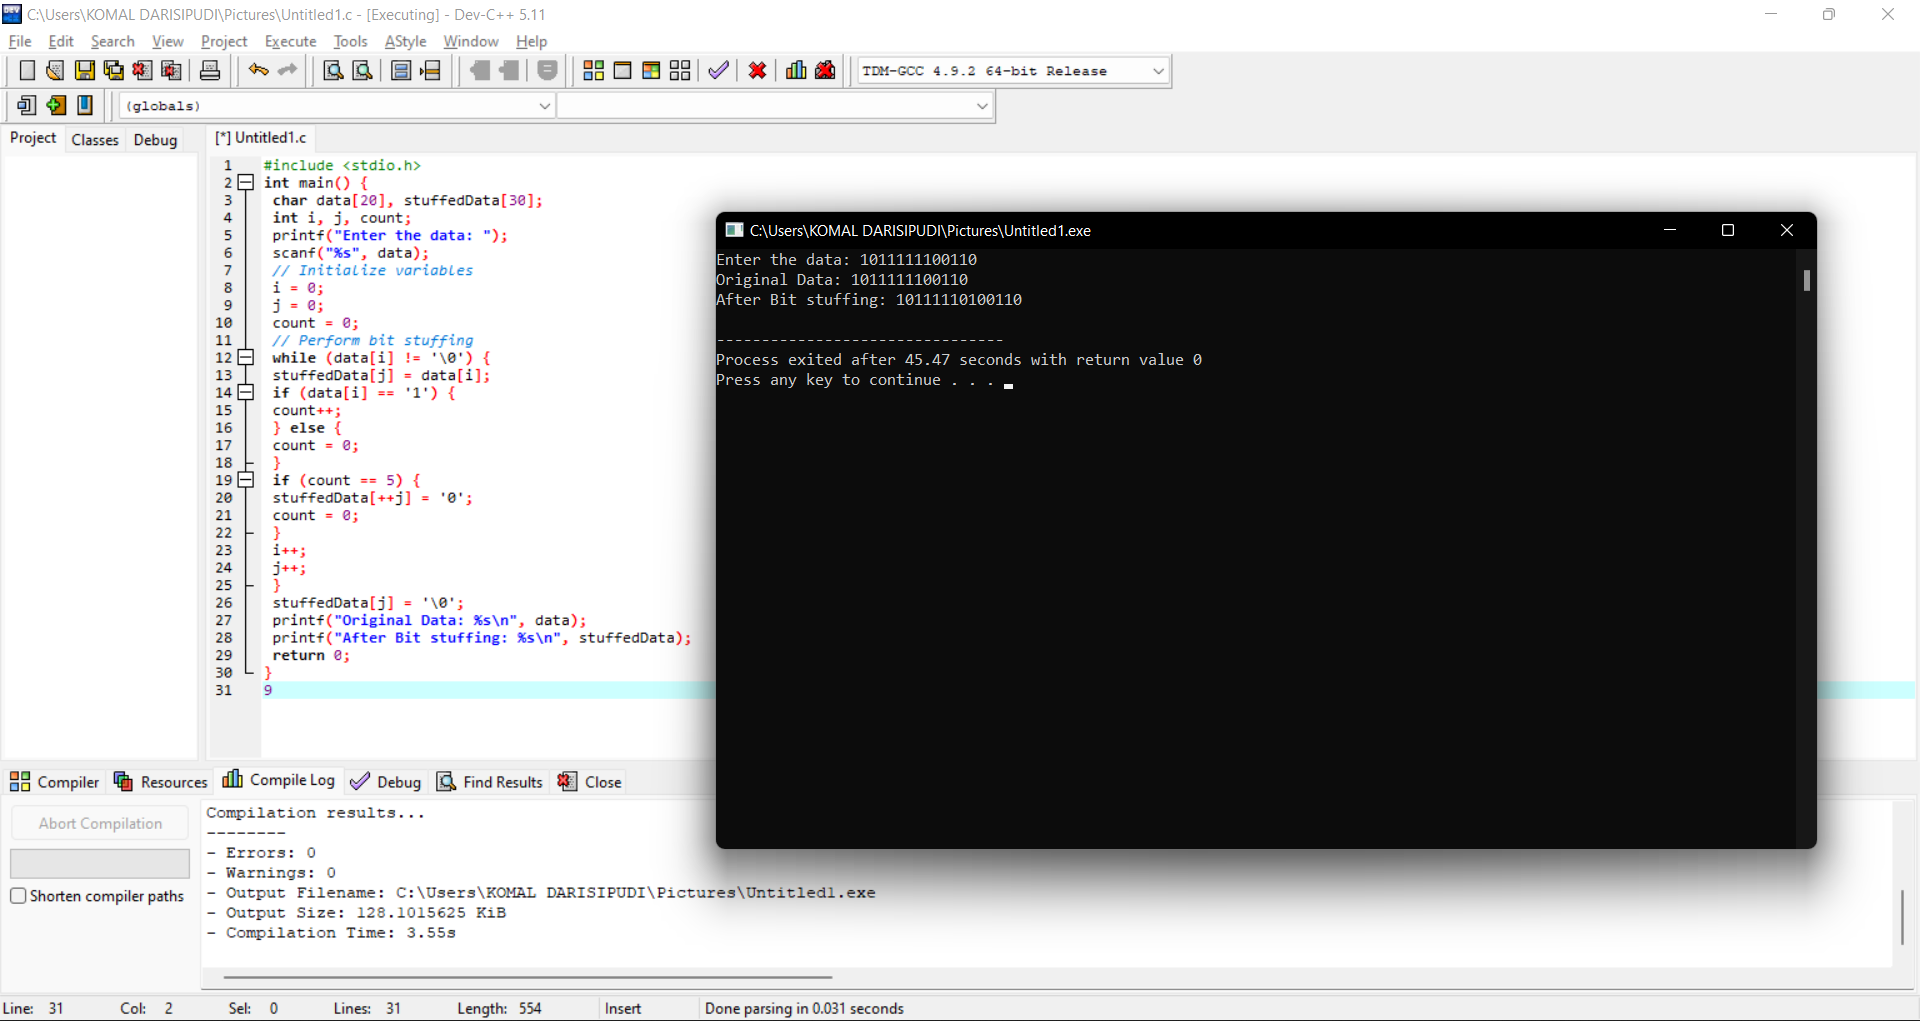 C:\Users\KOMAL DARISIPUDI\Pictures\Untitled1.c - [Executing] - Dev-C++ 5.11
File Edit Search View Project Execute Tools AStyle Window Help
TDM-GCC 4.9.2 64-bit Release
(globals)
Project Classes Debug
[*] Untitled1.c
1 #include <stdio.h>
2 int main() {
3 char data[20], stuffedData[30];
4 int i, j, count;
5 printf("Enter the data: ");
6 scanf("%s", data);
7 // Initialize variables
8 i = 0;
9 j = 0;
10 count = 0;
11 // Perform bit stuffing
12 while (data[i] != '\0') {
13 stuffedData[j] = data[i];
14 if (data[i] == '1') {
15 count++;
16 } else {
17 count = 0;
18 }
19 if (count == 5) {
20 stuffedData[++j] = '0';
21 count = 0;
22 }
23 i++;
24 j++;
25 }
26 stuffedData[j] = '\0';
27 printf("Original Data: %s\n", data);
28 printf("After Bit stuffing: %s\n", stuffedData);
29 return 0;
30 }
31 9
C:\Users\KOMAL DARISIPUDI\Pictures\Untitled1.exe
Enter the data: 1011111100110
Original Data: 1011111100110
After Bit stuffing: 10111110100110
--------------------------------
Process exited after 45.47 seconds with return value 0
Press any key to continue . . .
Compiler Resources Compile Log Debug Find Results Close
Abort Compilation
Shorten compiler paths
Compilation results...
--------
- Errors: 0
- Warnings: 0
- Output Filename: C:\Users\KOMAL DARISIPUDI\Pictures\Untitled1.exe
- Output Size: 128.1015625 KiB
- Compilation Time: 3.55s
Line: 31 Col: 2 Sel: 0 Lines: 31 Length: 554 Insert Done parsing in 0.031 seconds